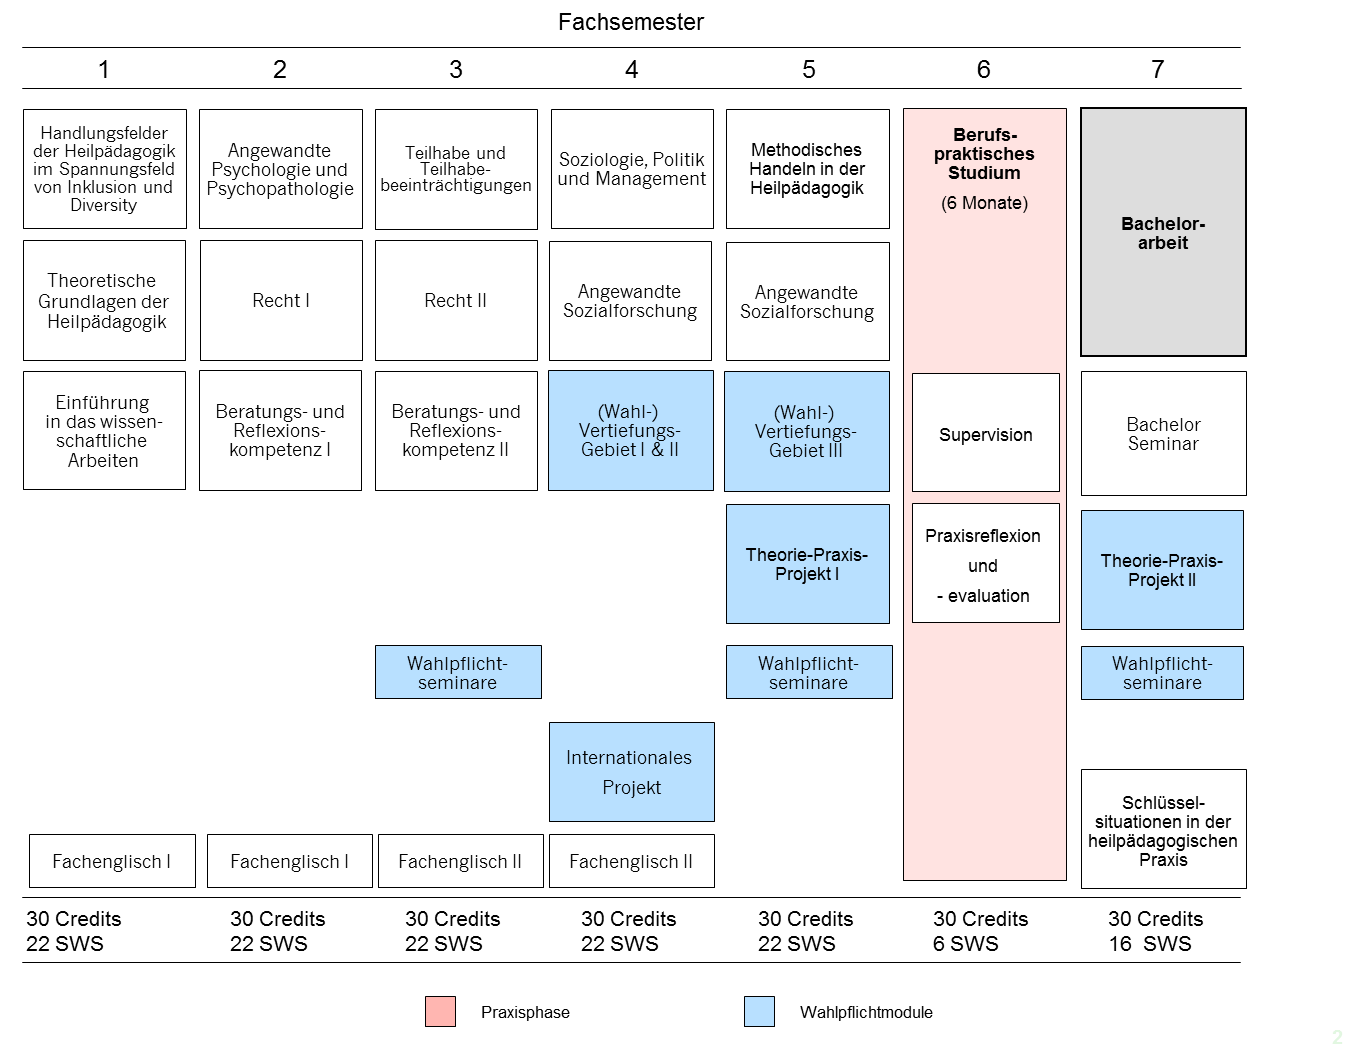 Fachsemester
1 2 3 4 5 6 7
Handlungsfelder
der Heilpädagogik
im Spannungsfeld
von Inklusion und
Diversity
Angewandte
Psychologie und
Psychopathologie
Teilhabe und
Teilhabe-
beeinträchtigungen
Soziologie, Politik
und Management
Methodisches
Handeln in der
Heilpädagogik
Berufs-
praktisches
Studium
(6 Monate)
Bachelor-
arbeit
Theoretische
Grundlagen der
Heilpädagogik
Recht I
Recht II
Angewandte
Sozialforschung
Angewandte
Sozialforschung
Einführung
in das wissen-
schaftliche
Arbeiten
Beratungs- und
Reflexions-
kompetenz I
Beratungs- und
Reflexions-
kompetenz II
(Wahl-)
Vertiefungs-
Gebiet I & II
(Wahl-)
Vertiefungs-
Gebiet III
Supervision
Bachelor
Seminar
Theorie-Praxis-
Projekt I
Praxisreflexion
und
- evaluation
Theorie-Praxis-
Projekt II
Wahlpflicht-
seminare
Wahlpflicht-
seminare
Wahlpflicht-
seminare
Internationales
Projekt
Schlüssel-
situationen in der
heilpädagogischen
Praxis
Fachenglisch I
Fachenglisch I
Fachenglisch II
Fachenglisch II
30 Credits 30 Credits 30 Credits 30 Credits 30 Credits 30 Credits 30 Credits
22 SWS 22 SWS 22 SWS 22 SWS 22 SWS 6 SWS 16 SWS
Praxisphase
Wahlpflichtmodule
2